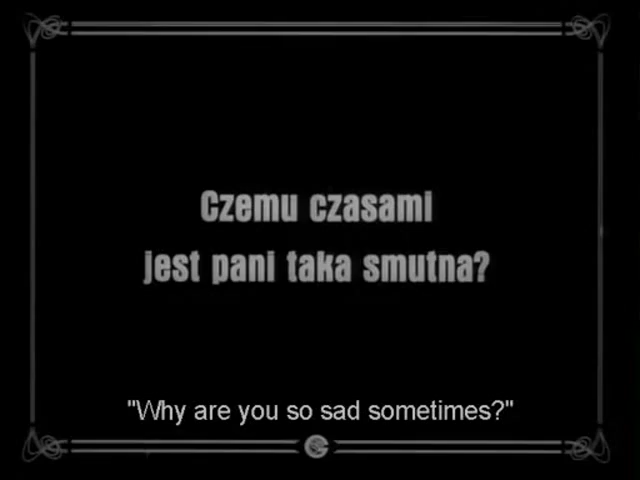 Czemu czasami
jest pani taka smutna?
"Why are you so sad sometimes?"